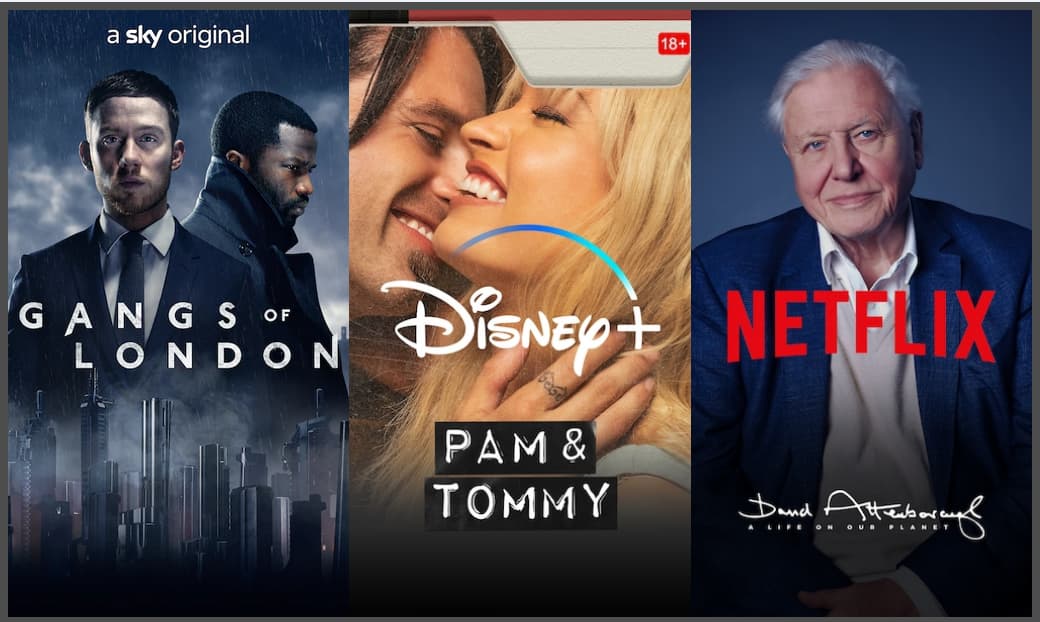 a sky original
GANGS OF
LONDON
18+
Disney+
PAM &
TOMMY
NETFLIX
David Attenborough
A LIFE ON OUR PLANET